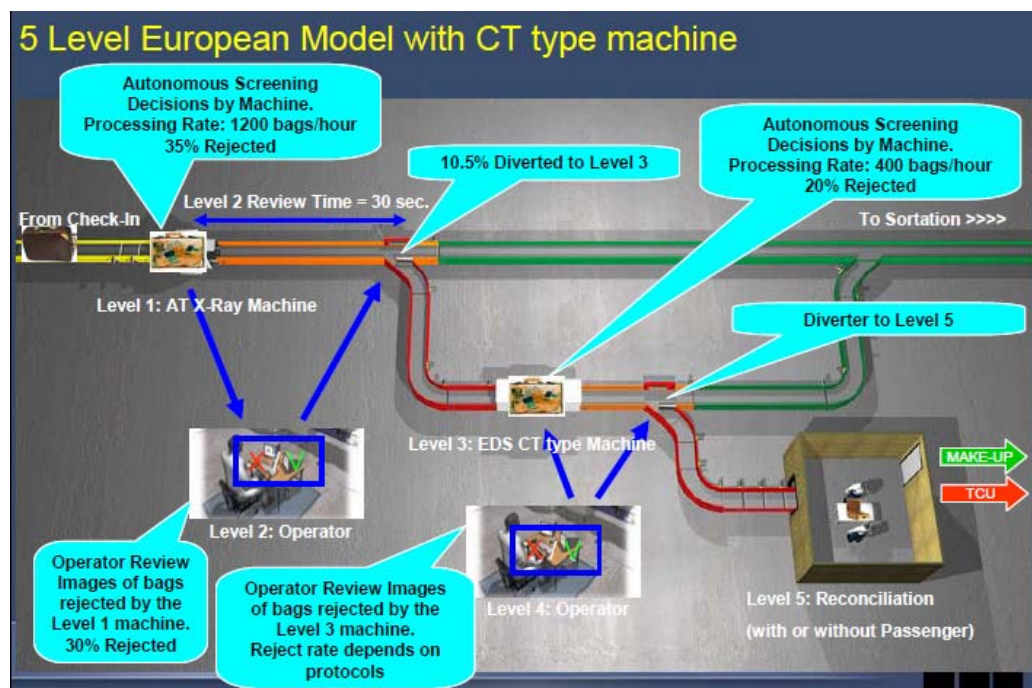 5 Level European Model with CT type machine
Autonomous Screening
Decisions by Machine.
Processing Rate: 1200 bags/hour
35% Rejected
10.5% Diverted to Level 3
Autonomous Screening
Decisions by Machine.
Processing Rate: 400 bags/hour
20% Rejected
Level 2 Review Time = 30 sec.
From Check-In
To Sortation >>>>
Level 1: AT X-Ray Machine
Diverter to Level 5
Level 3: EDS CT type Machine
MAKE-UP
TCU
Level 2: Operator
Operator Review
Images of bags
rejected by the
Level 1 machine.
30% Rejected
Operator Review Images
of bags rejected by the
Level 3 machine.
Reject rate depends on
protocols
Level 4: Operator
Level 5: Reconciliation
(with or without Passenger)